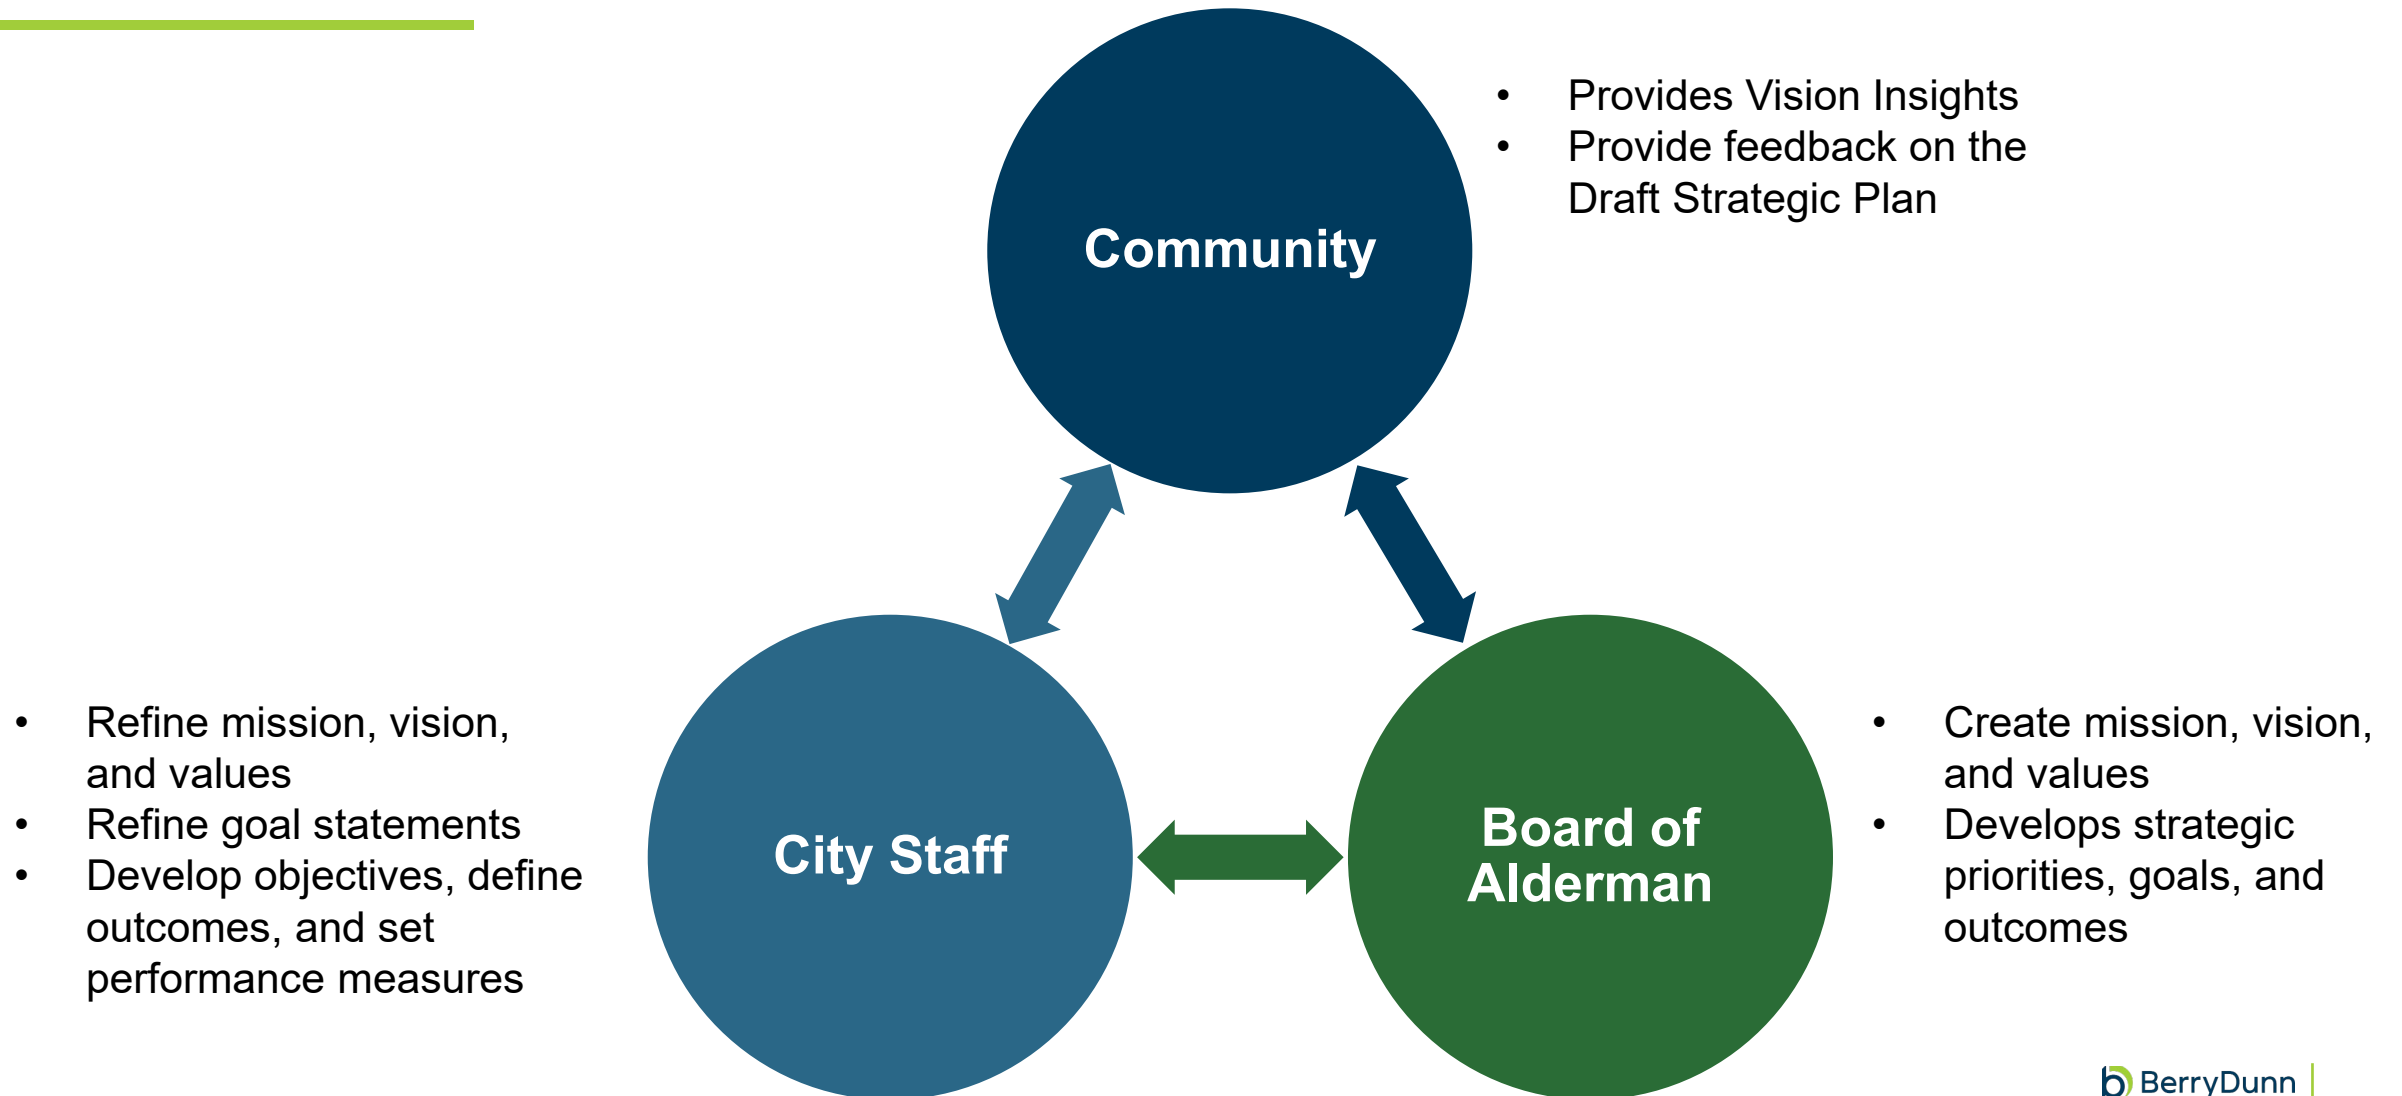 Community
• Provides Vision Insights
• Provide feedback on the
Draft Strategic Plan
• Refine mission, vision,
and values
• Refine goal statements
• Develop objectives, define
outcomes, and set
performance measures
City Staff
Board of
Alderman
• Create mission, vision,
and values
• Develops strategic
priorities, goals, and
outcomes
BerryDunn